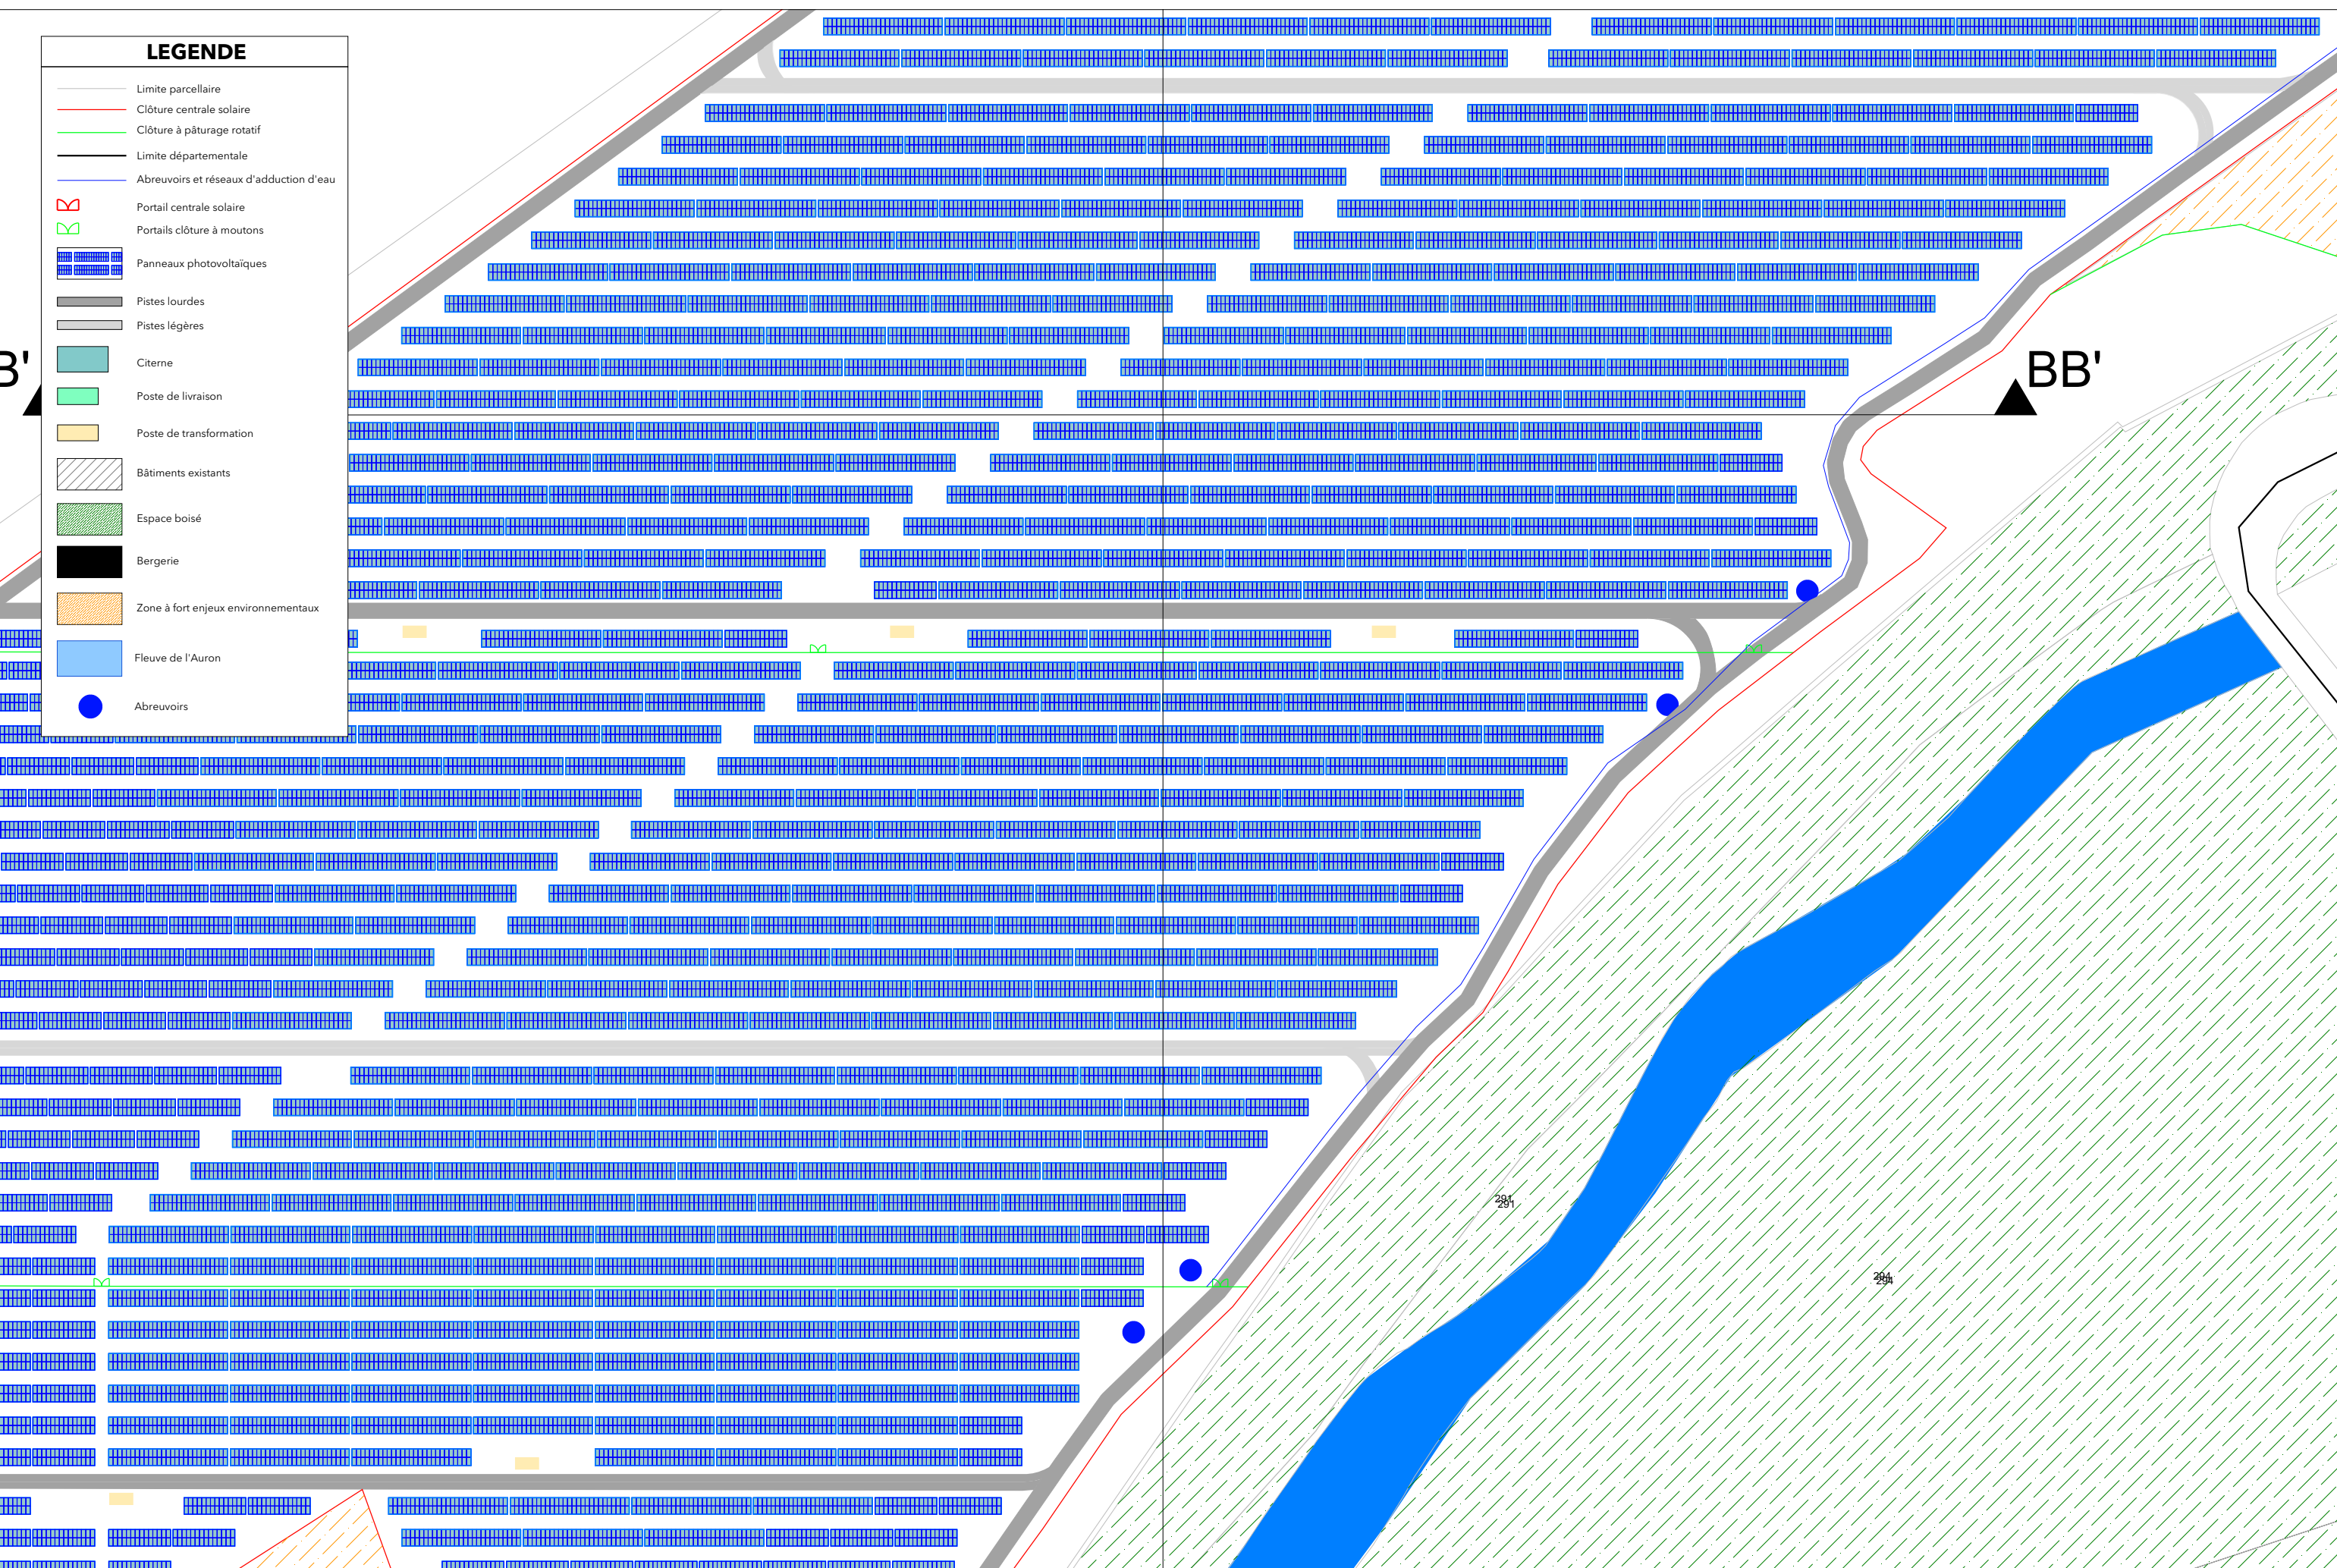 LEGENDE
Limite parcellaire
Clôture centrale solaire
Clôture à pâturage rotatif
Limite départementale
Abreuvoirs et réseaux d'adduction d'eau
Portail centrale solaire
Portails clôture à moutons
Panneaux photovoltaïques
Pistes lourdes
Pistes légères
Citerne
Poste de livraison
Poste de transformation
Bâtiments existants
Espace boisé
Bergerie
Zone à fort enjeux environnementaux
Fleuve de l'Auron
Abreuvoirs
B'
BB'
291
291
294
294